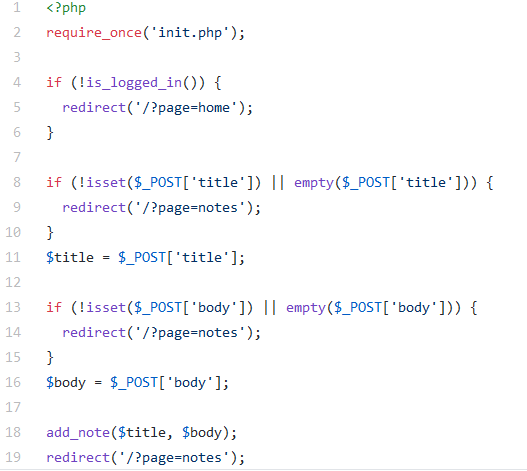 1 <?php
2 require_once('init.php');
3
4 if (!is_logged_in()) {
5   redirect('/?page=home');
6 }
7
8 if (!isset($_POST['title']) || empty($_POST['title'])) {
9   redirect('/?page=notes');
10 }
11 $title = $_POST['title'];
12
13 if (!isset($_POST['body']) || empty($_POST['body'])) {
14   redirect('/?page=notes');
15 }
16 $body = $_POST['body'];
17
18 add_note($title, $body);
19 redirect('/?page=notes');